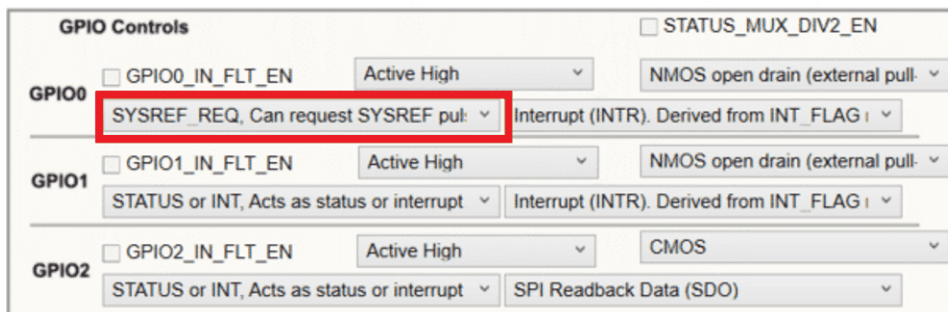 GPIO Controls STATUS_MUX_DIV2_EN
GPIO0_IN_FLT_EN Active High NMOS open drain (external pull-
GPIO0
SYSREF_REQ, Can request SYSREF puls Interrupt (INTR). Derived from INT_FLAG
GPIO1_IN_FLT_EN Active High NMOS open drain (external pull-
GPIO1
STATUS or INT, Acts as status or interrupt Interrupt (INTR). Derived from INT_FLAG
GPIO2_IN_FLT_EN Active High CMOS
GPIO2
STATUS or INT, Acts as status or interrupt SPI Readback Data (SDO)